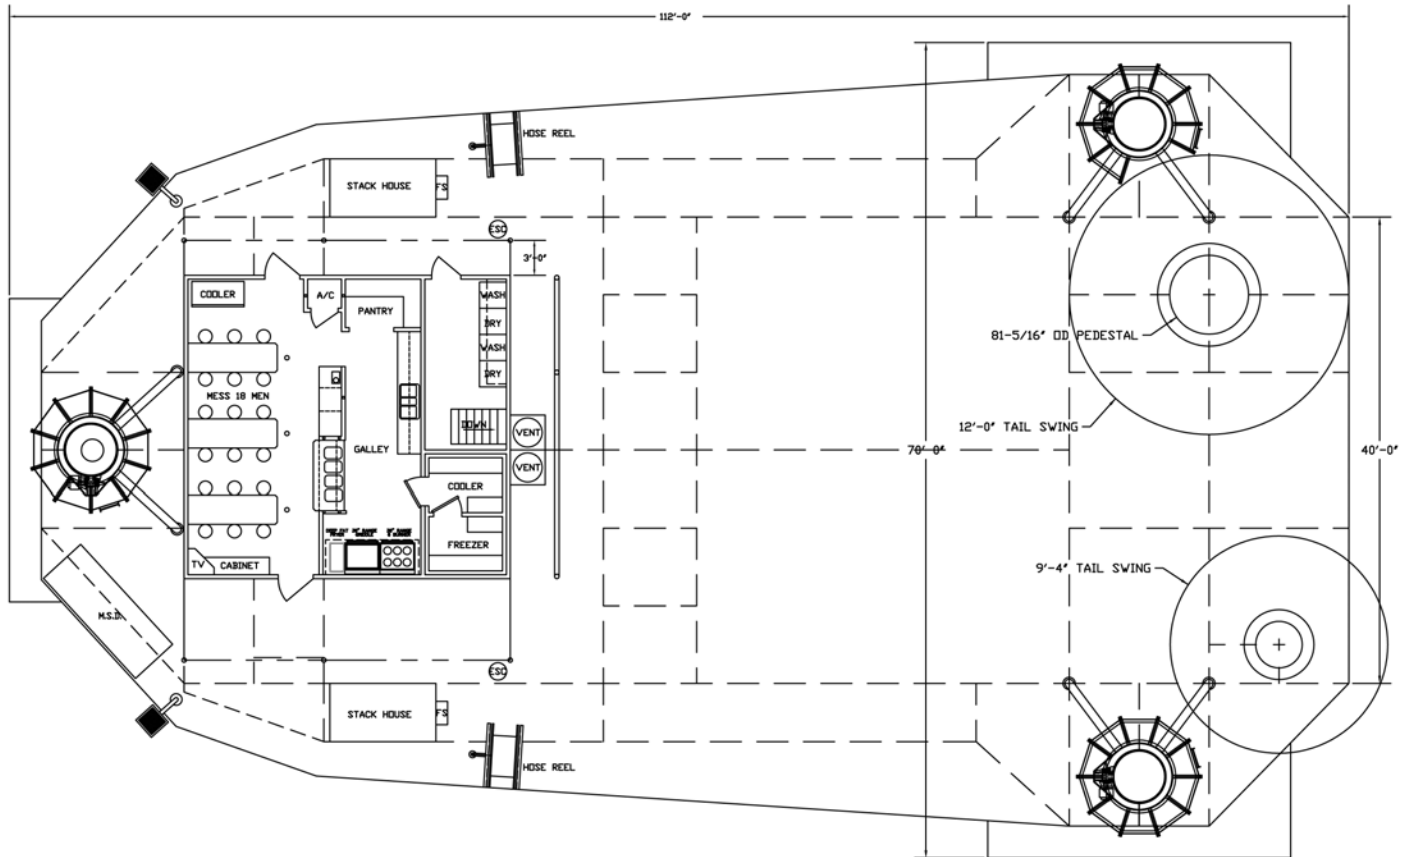 112'-0"
HOSE REEL
STACK HOUSE
FS
ESC
3'-0"
COOLER
A/C
PANTRY
WASH
DRY
WASH
DRY
81-5/16" OD PEDESTAL
MESS 18 MEN
DOWN
12'-0" TAIL SWING
VENT
GALLEY
70'-0"
40'-0"
VENT
COOLER
FREEZER
TV
CABINET
9'-4" TAIL SWING
M.S.D.
ESC
STACK HOUSE
FS
HOSE REEL